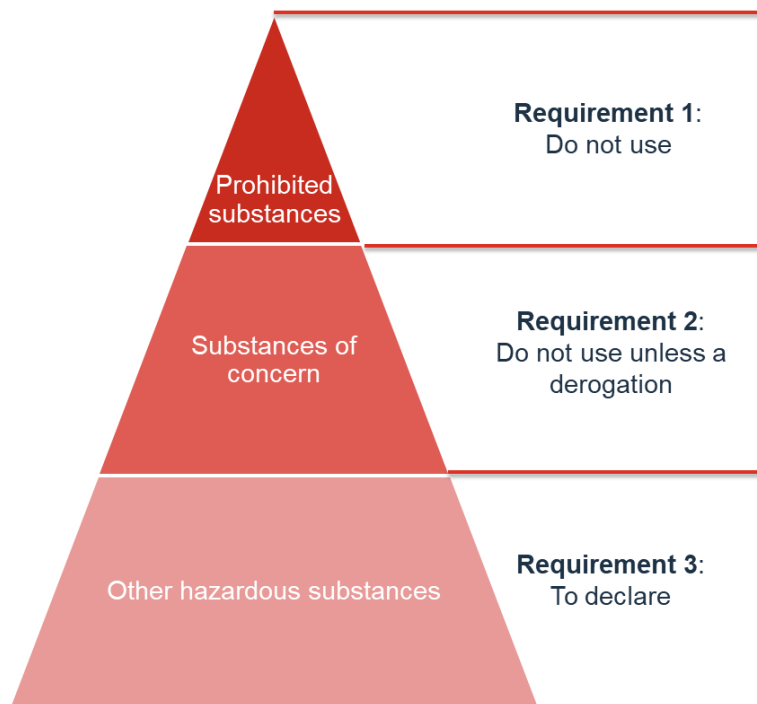 Requirement 1:
Do not use
Prohibited
substances
Requirement 2:
Do not use unless a
derogation
Substances of
concern
Requirement 3:
To declare
Other hazardous substances